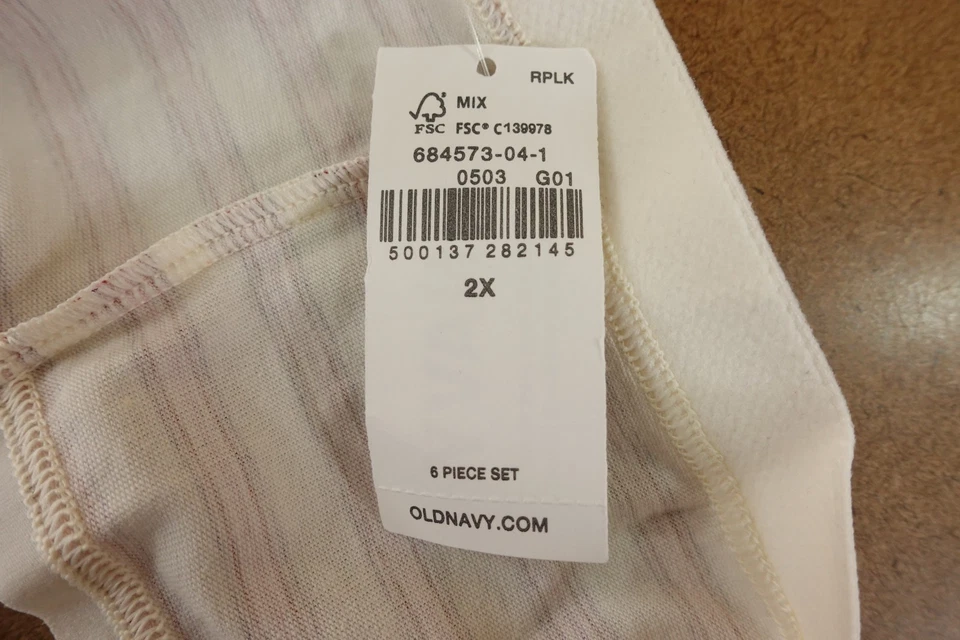 RPLK
MIX
FSC FSC® C139978
684573-04-1
0503 G01
500137 282145
2X
6 PIECE SET
OLDNAVY.COM